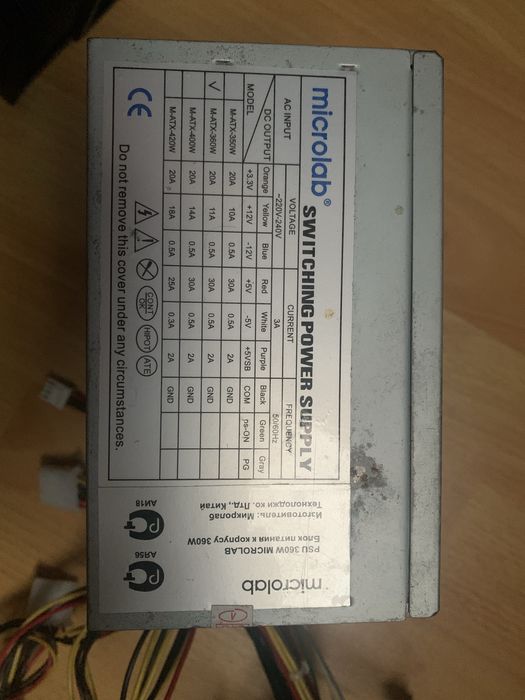 microlab® SWITCHING POWER SUPPLY
AC INPUT VOLTAGE CURRENT FREQUENCY
~220V-240V 3A 50/60Hz
DC OUTPUT Orange Yellow Blue Red White Purple Black Green Gray
MODEL +3.3V +12V -12V +5V -5V +5VSB COM ps-ON PG
M-ATX-350W 20A 10A 0.5A 30A 0.5A 2A GND
√ M-ATX-360W 20A 11A 0.5A 30A 0.5A 2A GND
M-ATX-400W 20A 14A 0.5A 30A 0.5A 2A GND
M-ATX-420W 20A 18A 0.5A 25A 0.3A 2A GND
CE HIPOT ATE
Do not remove this cover under any circumstances.
microlab
PSU 360W MICROLAB
Блок питания к корпусу 360W
Изготовитель: Микролаб
Технолоджи ко. Лтд., Китай
АЯ56
АИ18